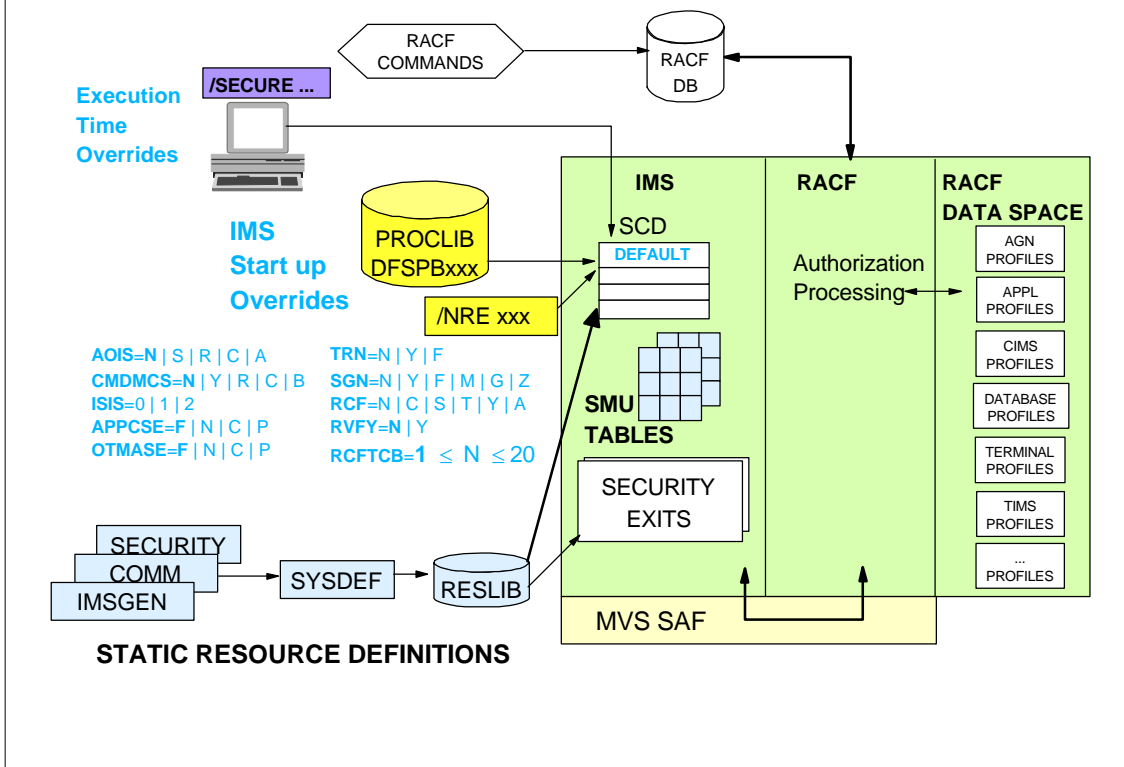 RACF
COMMANDS
RACF
DB
/SECURE ...
Execution
Time
Overrides
IMS
Start up
Overrides
PROCLIB
DFSPBxxx
/NRE xxx
IMS
SCD
DEFAULT
RACF
RACF
DATA SPACE
Authorization
Processing
AGN
PROFILES
APPL
PROFILES
CIMS
PROFILES
DATABASE
PROFILES
TERMINAL
PROFILES
TIMS
PROFILES
...
PROFILES
AOIS=N | S | R | C | A
CMDMCS=N | Y | R | C | B
ISIS=0 | 1 | 2
APPCSE=F | N | C | P
OTMASE=F | N | C | P
TRN=N | Y | F
SGN=N | Y | F | M | G | Z
RCF=N | C | S | T | Y | A
RVFY=N | Y
RCFTCB=1 ≤ N ≤ 20
SMU
TABLES
SECURITY
EXITS
SECURITY
COMM
IMSGEN
SYSDEF
RESLIB
MVS SAF
STATIC RESOURCE DEFINITIONS